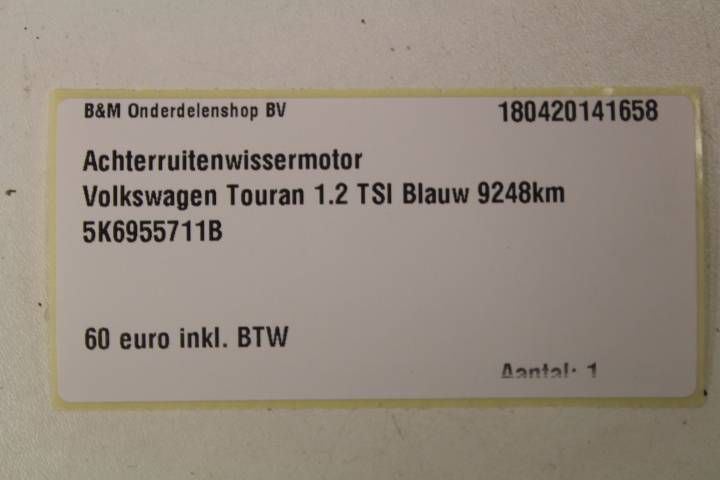 B&M Onderdelenshop BV 180420141658
Achterruitenwissermotor
Volkswagen Touran 1.2 TSI Blauw 9248km
5K6955711B
60 euro inkl. BTW
Aantal: 1